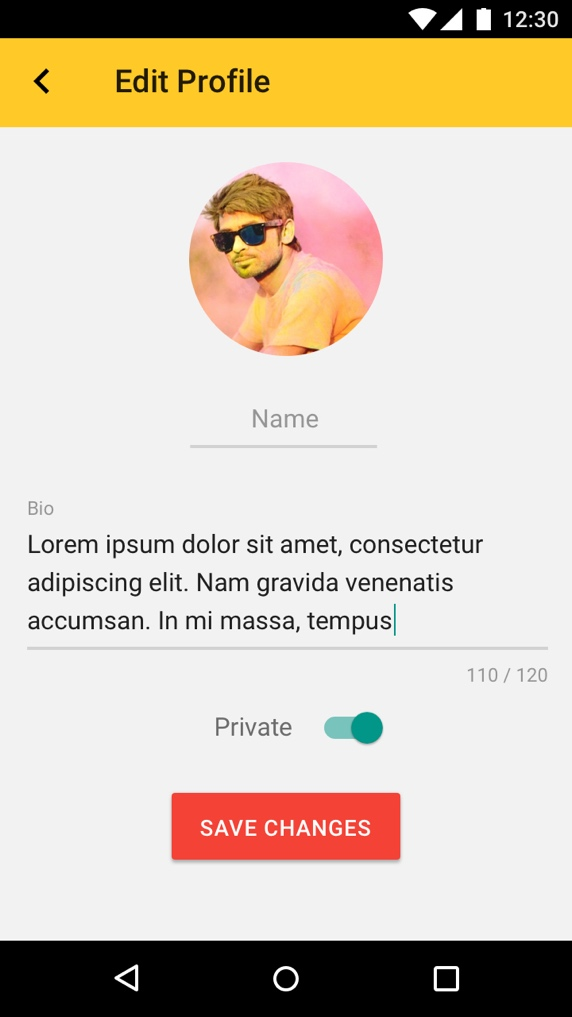 12:30
Edit Profile
Name
Bio
Lorem ipsum dolor sit amet, consectetur
adipiscing elit. Nam gravida venenatis
accumsan. In mi massa, tempus
110 / 120
Private
SAVE CHANGES